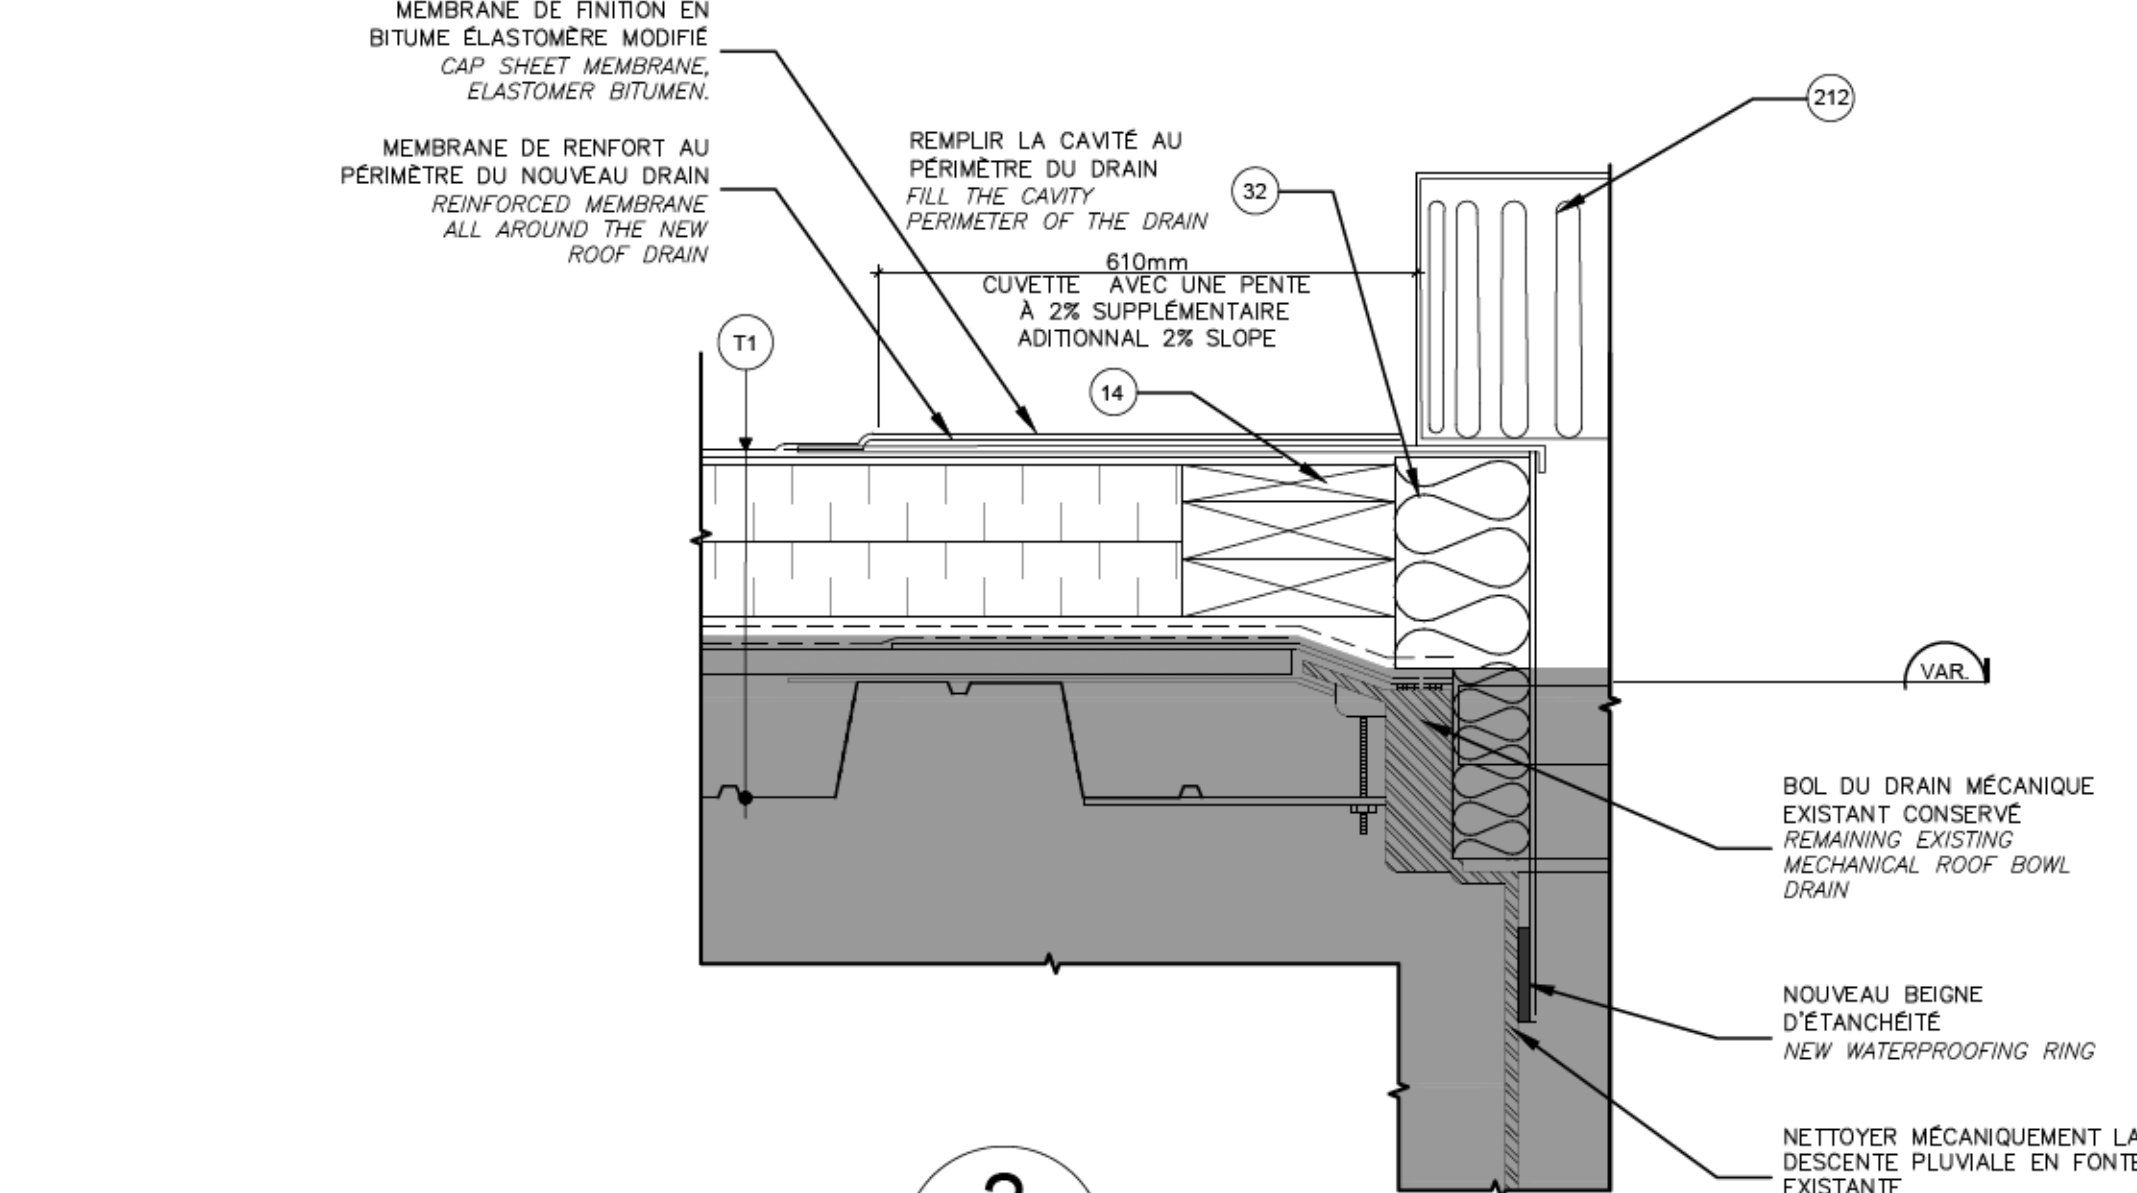 MEMBRANE DE FINITION EN
BITUME ÉLASTOMÈRE MODIFIÉ
CAP SHEET MEMBRANE,
ELASTOMER BITUMEN.
MEMBRANE DE RENFORT AU
PÉRIMÈTRE DU NOUVEAU DRAIN
REINFORCED MEMBRANE
ALL AROUND THE NEW
ROOF DRAIN
REMPLIR LA CAVITÉ AU
PÉRIMÈTRE DU DRAIN
FILL THE CAVITY
PERIMETER OF THE DRAIN
32
212
610mm
CUVETTE AVEC UNE PENTE
À 2% SUPPLÉMENTAIRE
ADITIONNAL 2% SLOPE
T1
14
VAR.
BOL DU DRAIN MÉCANIQUE
EXISTANT CONSERVÉ
REMAINING EXISTING
MECHANICAL ROOF BOWL
DRAIN
NOUVEAU BEIGNE
D'ÉTANCHÉITÉ
NEW WATERPROOFING RING
NETTOYER MÉCANIQUEMENT LA
DESCENTE PLUVIALE EN FONTE
EXISTANTE